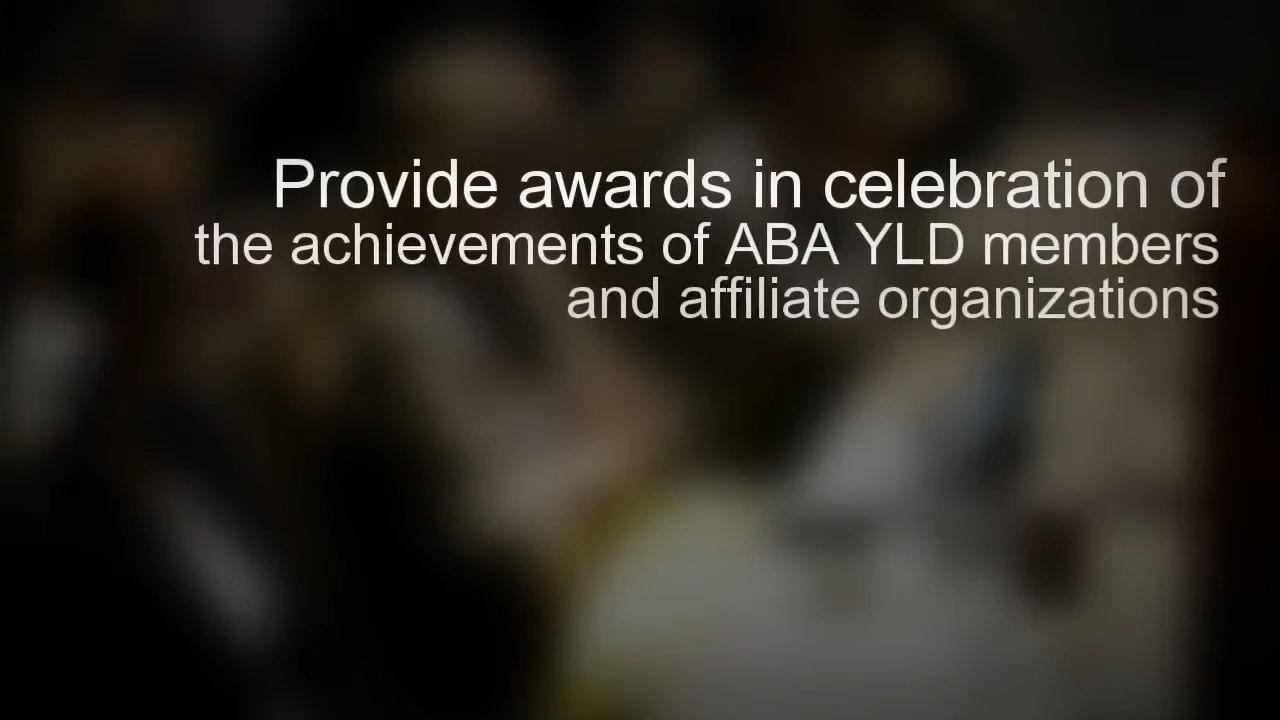 Provide awards in celebration of
the achievements of ABA YLD members
and affiliate organizations